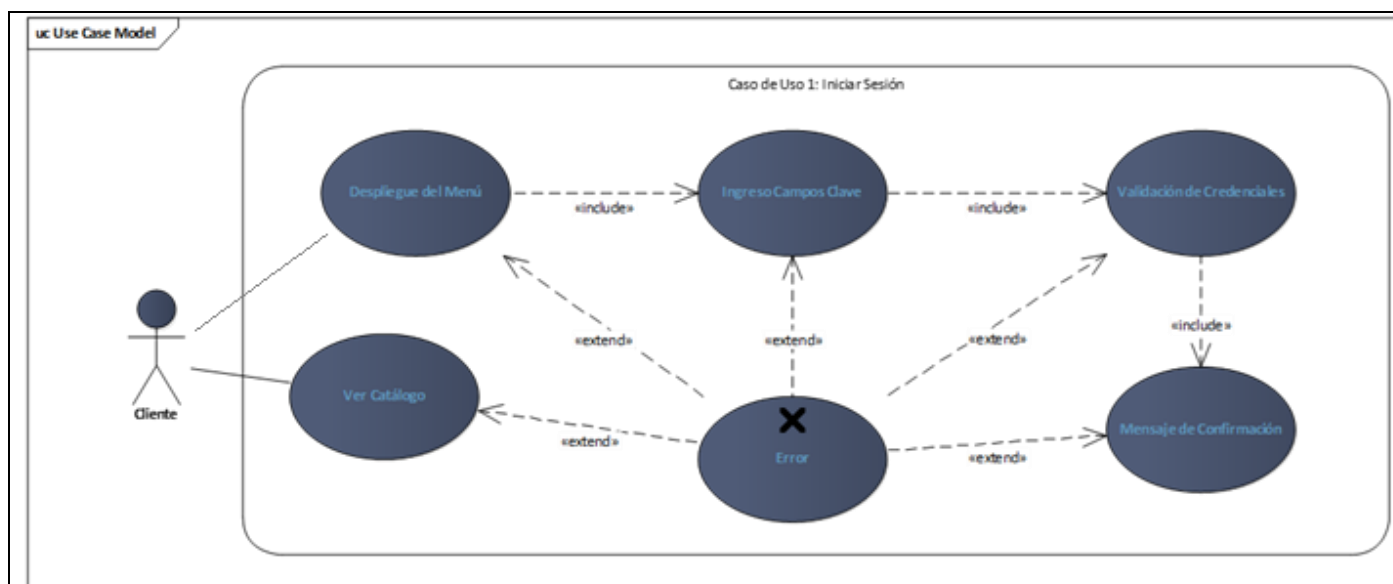 uc Use Case Model
Caso de Uso 1: Iniciar Sesión
Despliegue del Menú
«include»
Ingreso Campos Clave
«include»
Validación de Credenciales
«extend»
«extend»
«extend»
«include»
Cliente
Ver Catálogo
«extend»
Error
«extend»
Mensaje de Confirmación